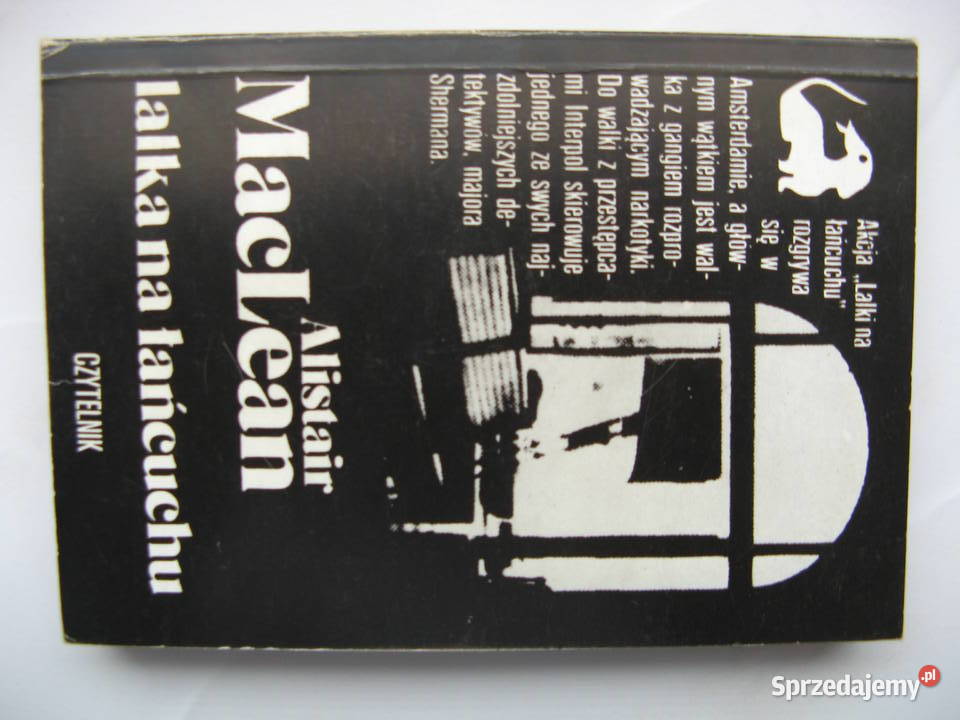 Akcja „Lalki na
łańcuchu"
rozgrywa
się w
Amsterdamie, a głów-
nym wątkiem jest wal-
ka z gangiem rozpro-
wadzającym narkotyki.
Do walki z przestępca-
mi Interpol skierowuje
jednego ze swych naj-
zdolniejszych de-
tektywów, majora
Shermana.
Alistair
MacLean
lalka na łańcuchu
CZYTELNIK
Sprzedajemy.pl